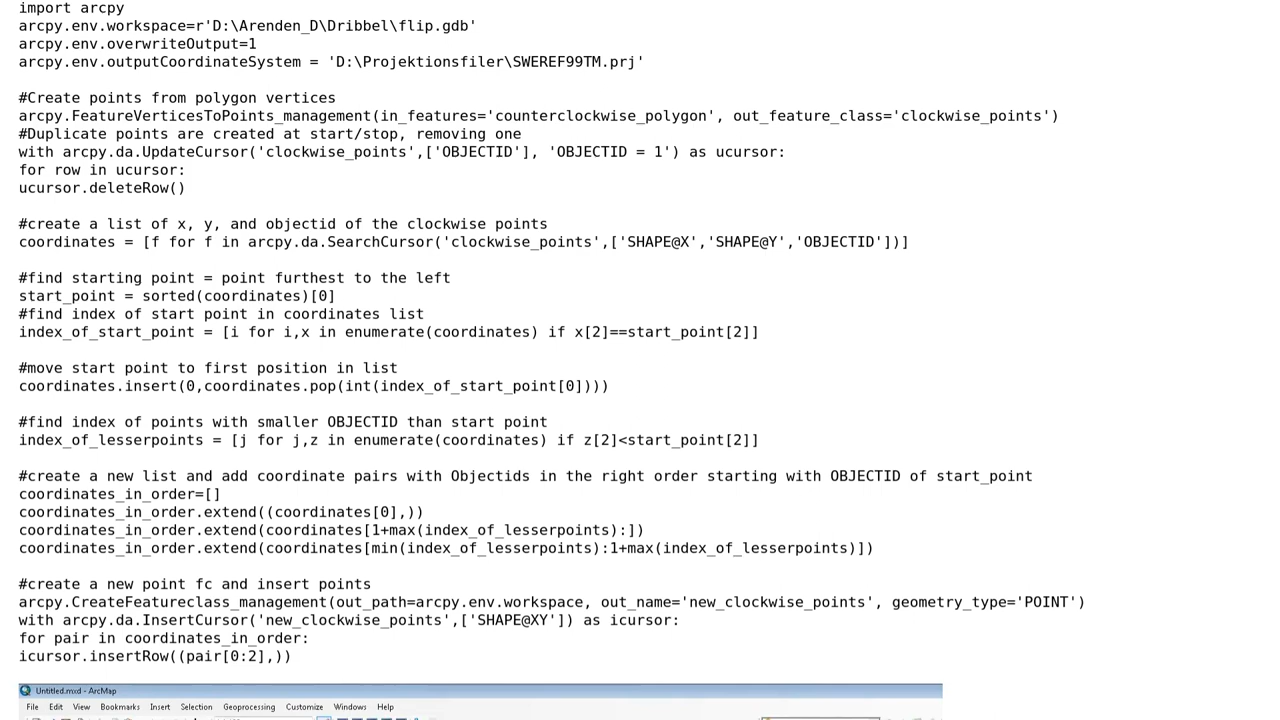 import arcpy
arcpy.env.workspace=r'D:\Arenden_D\Dribbel\flip.gdb'
arcpy.env.overwriteOutput=1
arcpy.env.outputCoordinateSystem = 'D:\Projektionsfiler\SWEREF99TM.prj'
#Create points from polygon vertices
arcpy.FeatureVerticesToPoints_management(in_features='counterclockwise_polygon', out_feature_class='clockwise_points')
#Duplicate points are created at start/stop, removing one
with arcpy.da.UpdateCursor('clockwise_points',['OBJECTID'], 'OBJECTID = 1') as ucursor:
for row in ucursor:
ucursor.deleteRow()
#create a list of x, y, and objectid of the clockwise points
coordinates = [f for f in arcpy.da.SearchCursor('clockwise_points',['SHAPE@X','SHAPE@Y','OBJECTID'])]
#find starting point = point furthest to the left
start_point = sorted(coordinates)[0]
#find index of start point in coordinates list
index_of_start_point = [i for i,x in enumerate(coordinates) if x[2]==start_point[2]]
#move start point to first position in list
coordinates.insert(0,coordinates.pop(int(index_of_start_point[0])))
#find index of points with smaller OBJECTID than start point
index_of_lesserpoints = [j for j,z in enumerate(coordinates) if z[2]<start_point[2]]
#create a new list and add coordinate pairs with Objectids in the right order starting with OBJECTID of start_point
coordinates_in_order=[]
coordinates_in_order.extend((coordinates[0],))
coordinates_in_order.extend(coordinates[1+max(index_of_lesserpoints):])
coordinates_in_order.extend(coordinates[min(index_of_lesserpoints):1+max(index_of_lesserpoints)])
#create a new point fc and insert points
arcpy.CreateFeatureclass_management(out_path=arcpy.env.workspace, out_name='new_clockwise_points', geometry_type='POINT')
with arcpy.da.InsertCursor('new_clockwise_points',['SHAPE@XY']) as icursor:
for pair in coordinates_in_order:
icursor.insertRow((pair[0:2],))
Untitled.mxd - ArcMap
File Edit View Bookmarks Insert Selection Geoprocessing Customize Windows Help